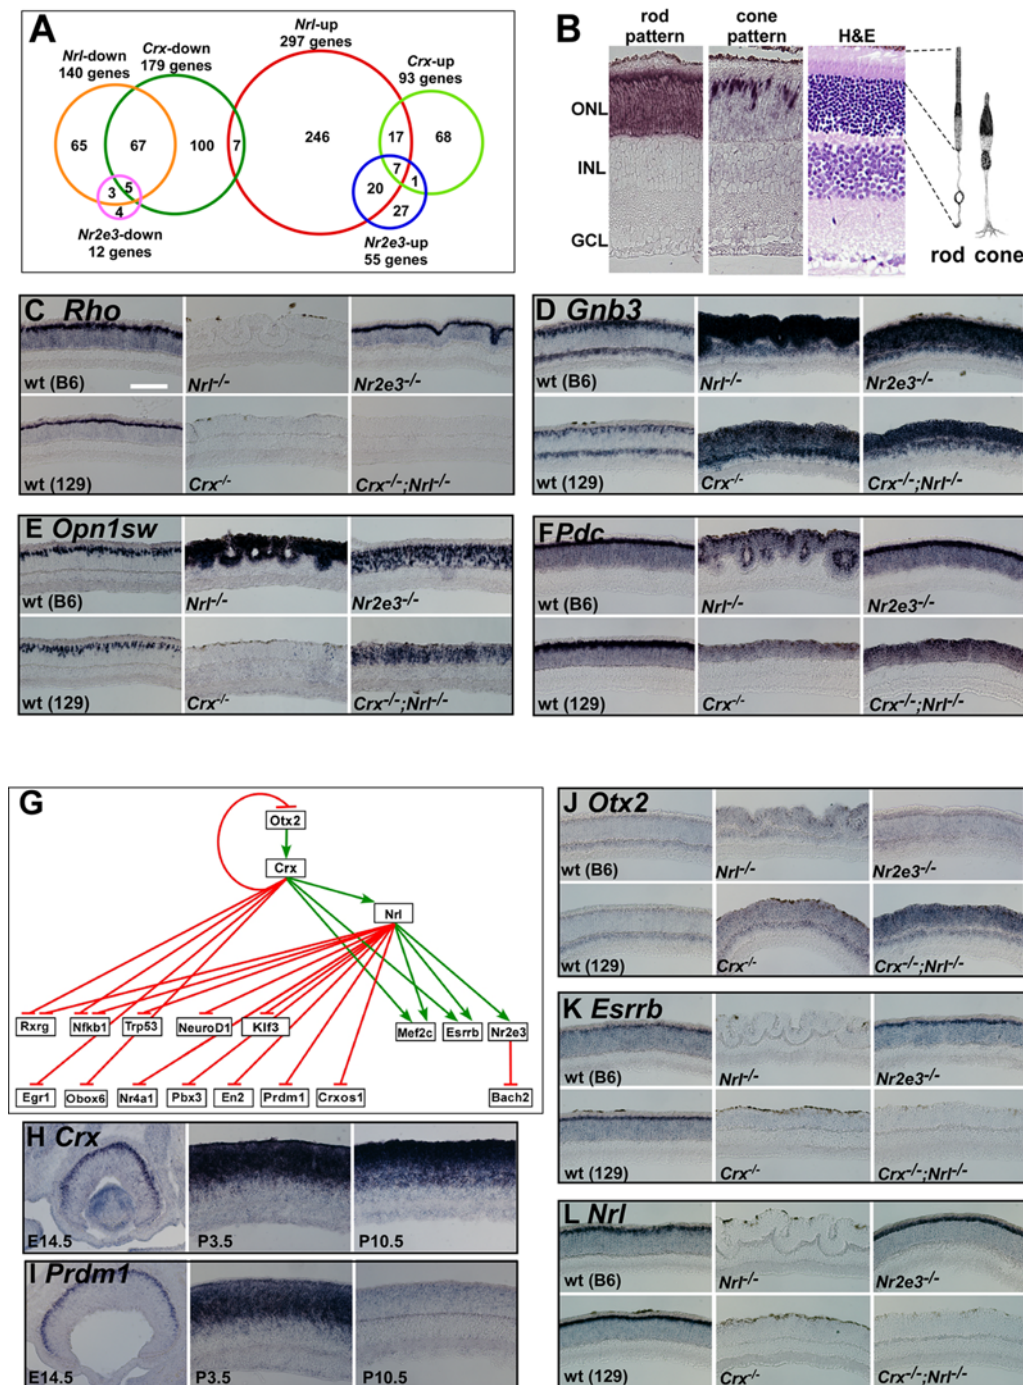 A
Nrl-down
140 genes
Crx-down
179 genes
Nrl-up
297 genes
Crx-up
93 genes
65
67
100
7
246
17
68
3
5
4
7
1
20
27
Nr2e3-down
12 genes
Nr2e3-up
55 genes
B
rod
pattern
cone
pattern
H&E
ONL
INL
GCL
rod cone
C Rho
wt (B6)
Nrl-/-
Nr2e3-/-
wt (129)
Crx-/-
Crx-/-;Nrl-/-
D Gnb3
wt (B6)
Nrl-/-
Nr2e3-/-
wt (129)
Crx-/-
Crx-/-;Nrl-/-
E Opn1sw
wt (B6)
Nrl-/-
Nr2e3-/-
wt (129)
Crx-/-
Crx-/-;Nrl-/-
F Pdc
wt (B6)
Nrl-/-
Nr2e3-/-
wt (129)
Crx-/-
Crx-/-;Nrl-/-
G
Otx2
Crx
Nrl
Rxrg
Nfkb1
Trp53
NeuroD1
Klf3
Mef2c
Esrrb
Nr2e3
Egr1
Obox6
Nr4a1
Pbx3
En2
Prdm1
Crxos1
Bach2
H Crx
E14.5
P3.5
P10.5
I Prdm1
E14.5
P3.5
P10.5
J Otx2
wt (B6)
Nrl-/-
Nr2e3-/-
wt (129)
Crx-/-
Crx-/-;Nrl-/-
K Esrrb
wt (B6)
Nrl-/-
Nr2e3-/-
wt (129)
Crx-/-
Crx-/-;Nrl-/-
L Nrl
wt (B6)
Nrl-/-
Nr2e3-/-
wt (129)
Crx-/-
Crx-/-;Nrl-/-